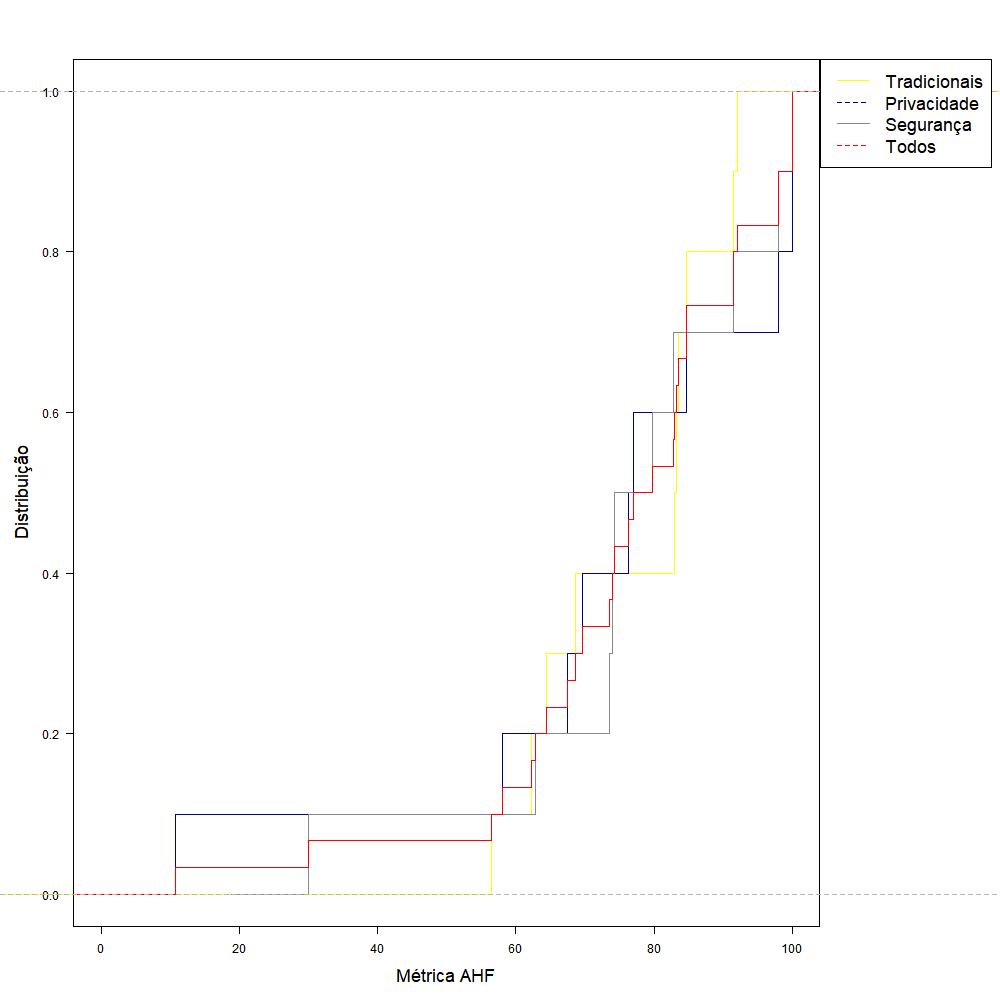 Tradicionais
Privacidade
Segurança
Todos
1.0
0.8
0.6
0.4
0.2
0.0
Distribuição
0 20 40 60 80 100
Métrica AHF